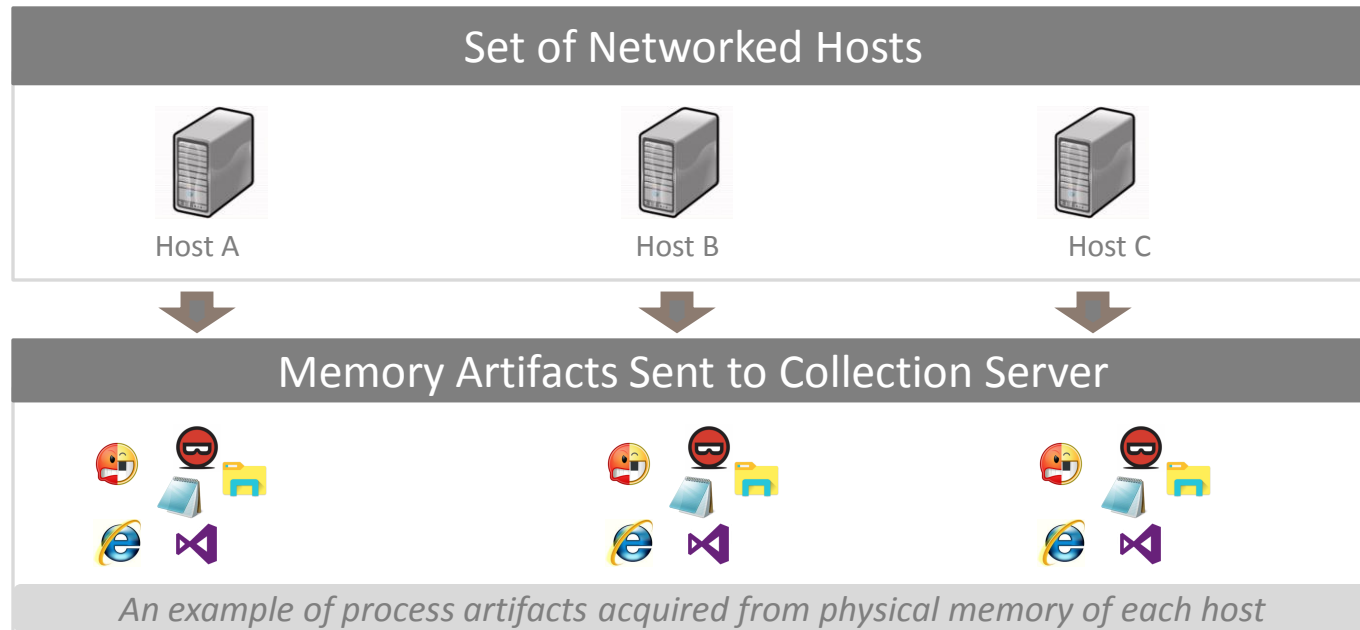 Set of Networked Hosts
Host A
Host B
Host C
Memory Artifacts Sent to Collection Server
An example of process artifacts acquired from physical memory of each host